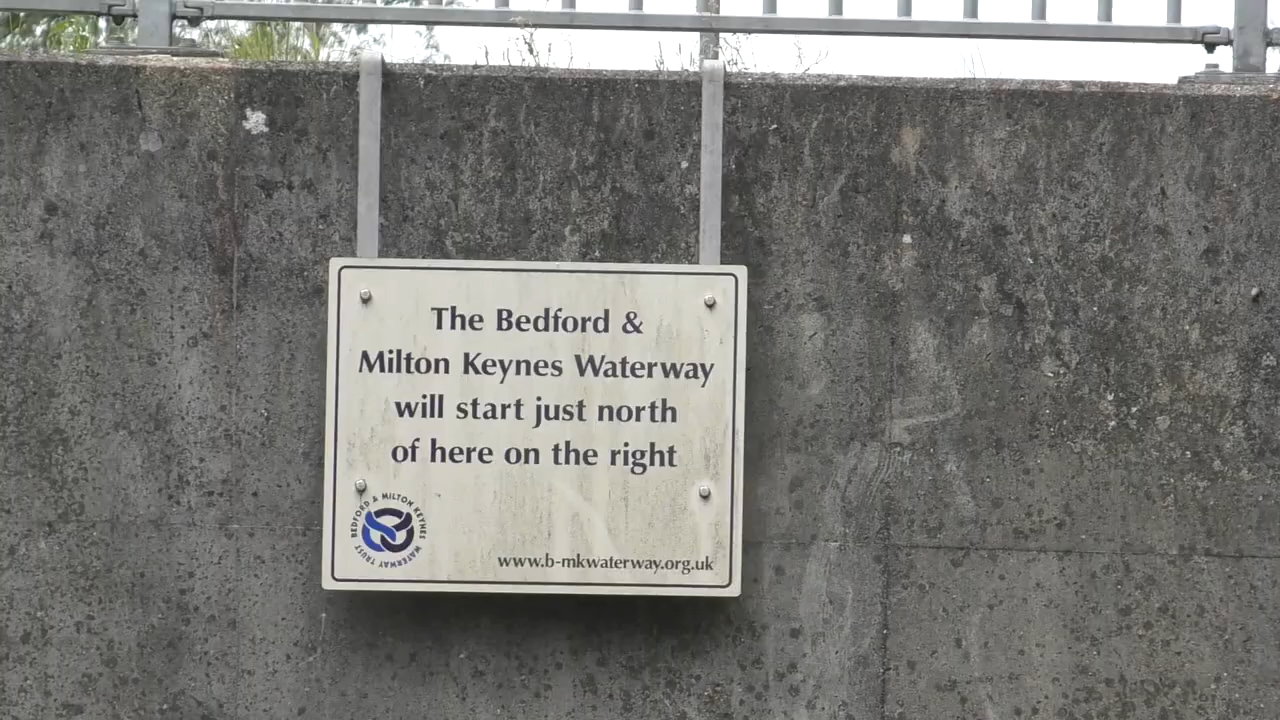 The Bedford &
Milton Keynes Waterway
will start just north
of here on the right
BEDFORD & MILTON KEYNES WATERWAY TRUST
www.b-mkwaterway.org.uk